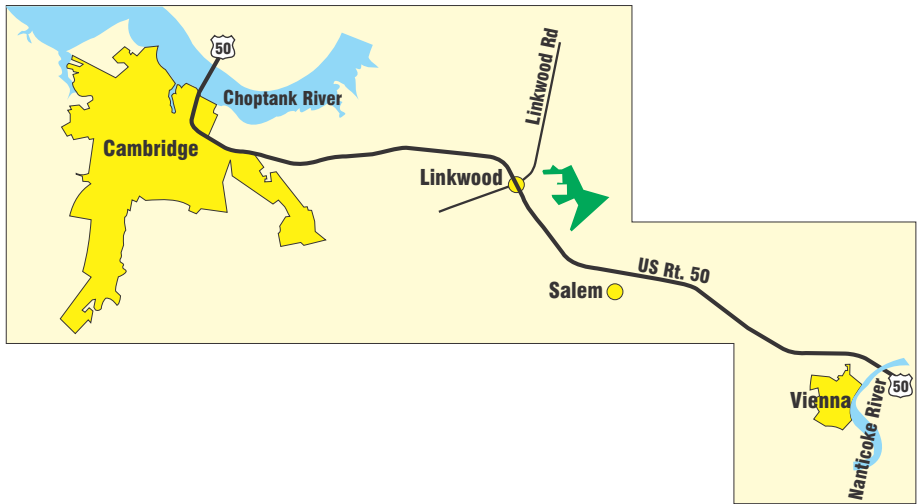 50
Linkwood Rd
Choptank River
Cambridge
Linkwood
US Rt. 50
Salem
50
Vienna
Nanticoke River